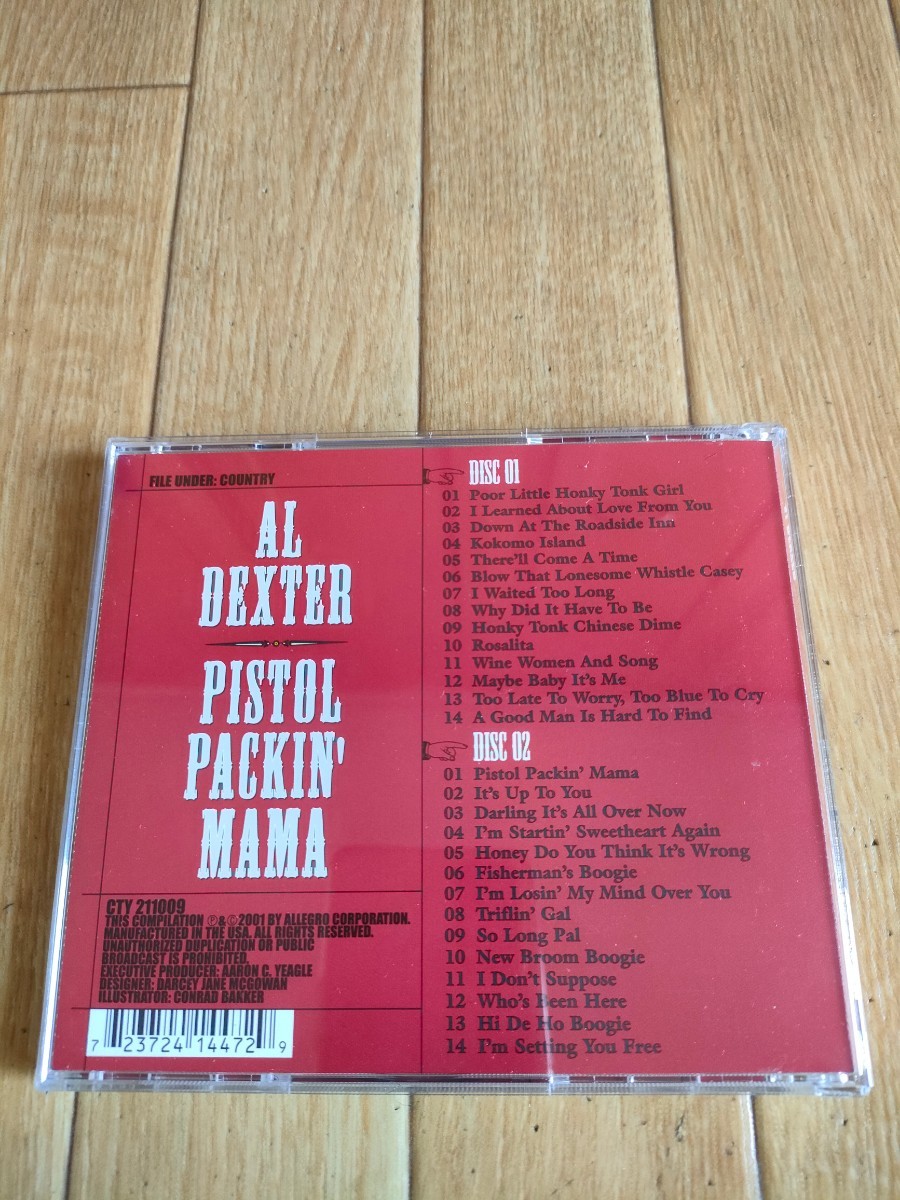 FILE UNDER: COUNTRY
AL
DEXTER
PISTOL
PACKIN'
MAMA
CTY 211009
THIS COMPILATION ℗&©2001 BY ALLEGRO CORPORATION.
MANUFACTURED IN THE USA. ALL RIGHTS RESERVED.
UNAUTHORIZED DUPLICATION OR PUBLIC
BROADCAST IS PROHIBITED.
EXECUTIVE PRODUCER: AARON C. YEAGLE
DESIGNER: DARCEY JANE MCGOWAN
ILLUSTRATOR: CONRAD BAKKER
7 23724 14472 9
DISC 01
01 Poor Little Honky Tonk Girl
02 I Learned About Love From You
03 Down At The Roadside Inn
04 Kokomo Island
05 There'll Come A Time
06 Blow That Lonesome Whistle Casey
07 I Waited Too Long
08 Why Did It Have To Be
09 Honky Tonk Chinese Dime
10 Rosalita
11 Wine Women And Song
12 Maybe Baby It's Me
13 Too Late To Worry, Too Blue To Cry
14 A Good Man Is Hard To Find
DISC 02
01 Pistol Packin' Mama
02 It's Up To You
03 Darling It's All Over Now
04 I'm Startin' Sweetheart Again
05 Honey Do You Think It's Wrong
06 Fisherman's Boogie
07 I'm Losin' My Mind Over You
08 Triflin' Gal
09 So Long Pal
10 New Broom Boogie
11 I Don't Suppose
12 Who's Been Here
13 Hi De Ho Boogie
14 I'm Setting You Free